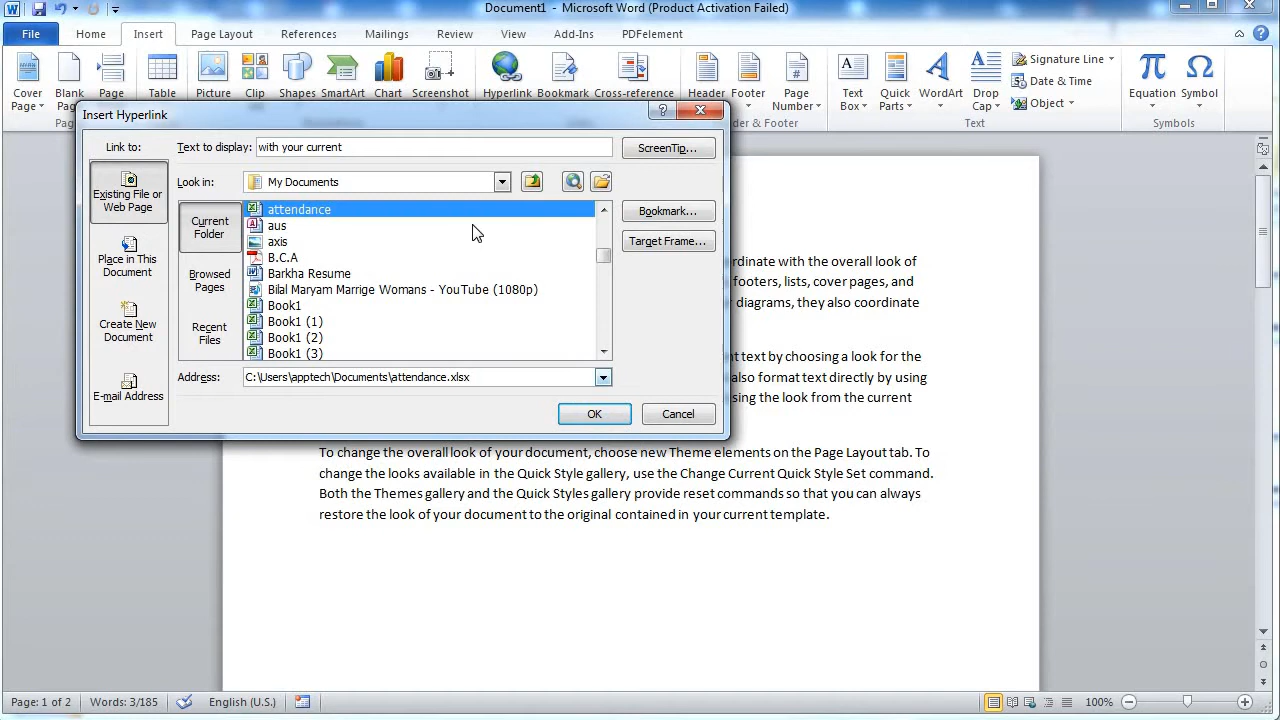 Document1 - Microsoft Word (Product Activation Failed)
File Home Insert Page Layout References Mailings Review View Add-Ins PDFelement
Cover Page Blank Page Table Picture Clip Shapes SmartArt Chart Screenshot Hyperlink Bookmark Cross-reference Header Footer Page Number Text Box Quick Parts WordArt Drop Cap Signature Line Date & Time Object Equation Symbol
& Footer Text Symbols
Insert Hyperlink
Link to: Text to display: with your current ScreenTip...
Existing File or Web Page
Look in: My Documents
Current Folder
attendance
Bookmark...
aus
axis
Target Frame...
B.C.A
Place in This Document
Browsed Pages
Barkha Resume
Bilal Maryam Marrige Womans - YouTube (1080p)
Book1
Create New Document
Recent Files
Book1 (1)
Book1 (2)
Book1 (3)
E-mail Address
Address: C:\Users\apptech\Documents\attendance.xlsx
OK Cancel
rdinate with the overall look of
footers, lists, cover pages, and
diagrams, they also coordinate
t text by choosing a look for the
also format text directly by using
sing the look from the current
To change the overall look of your document, choose new Theme elements on the Page Layout tab. To
change the looks available in the Quick Style gallery, use the Change Current Quick Style Set command.
Both the Themes gallery and the Quick Styles gallery provide reset commands so that you can always
restore the look of your document to the original contained in your current template.
Page: 1 of 2 Words: 3/185 English (U.S.) 100%